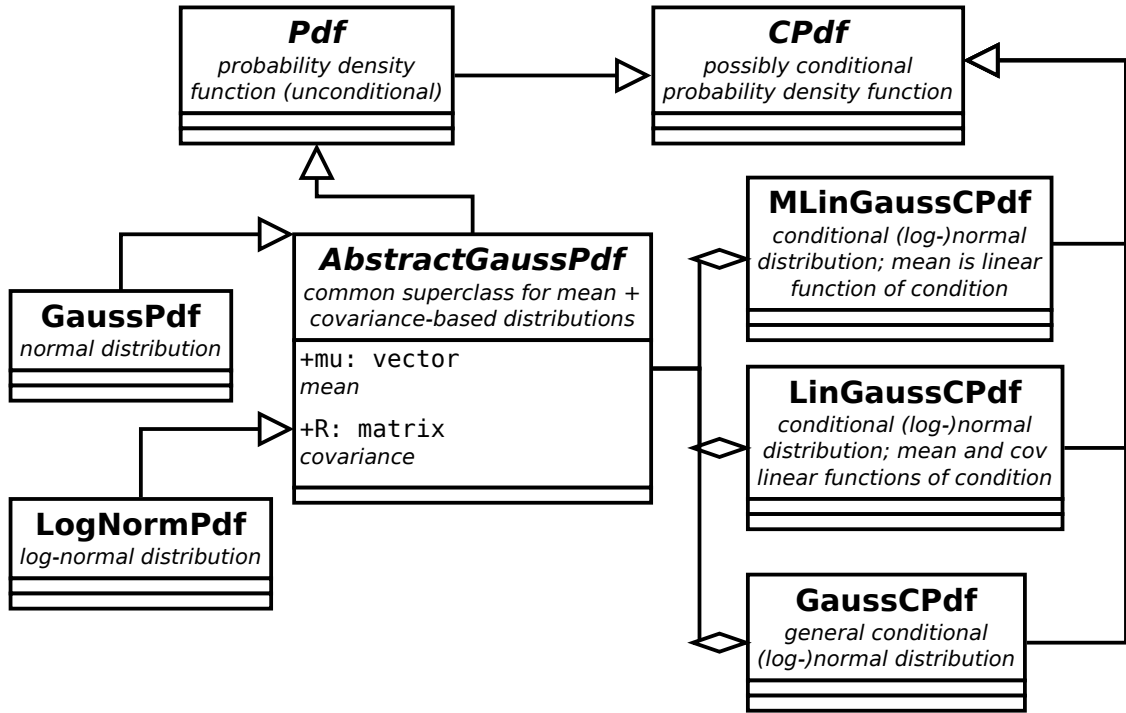 Pdf
probability density
function (unconditional)
CPdf
possibly conditional
probability density function
MLinGaussCPdf
conditional (log-)normal
distribution; mean is linear
function of condition
AbstractGaussPdf
common superclass for mean +
covariance-based distributions
+mu: vector
mean
+R: matrix
covariance
GaussPdf
normal distribution
LinGaussCPdf
conditional (log-)normal
distribution; mean and cov
linear functions of condition
LogNormPdf
log-normal distribution
GaussCPdf
general conditional
(log-)normal distribution